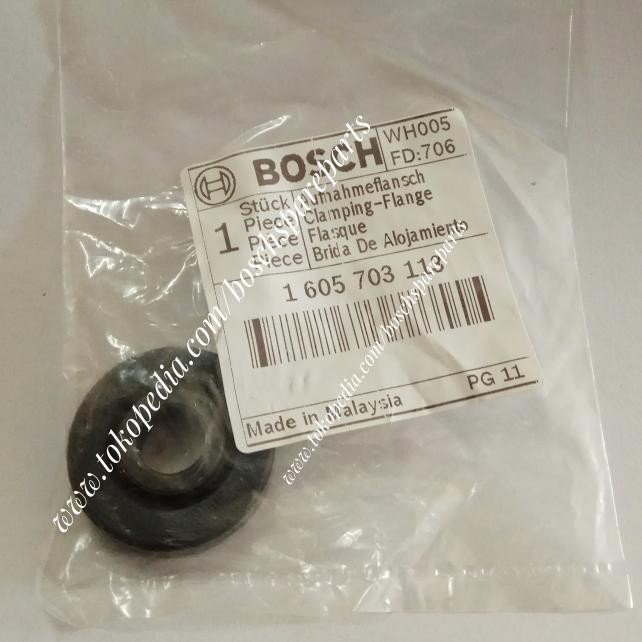 BOSCH
WH005
FD:706
1
Stück Aufnahmeflansch
Piece Clamping-Flange
Pièce Flasque
Piece Brida De Alojamiento
1 605 703 113
PG 11
Made in Malaysia
www.tokopedia.com/boschspareparts
www.tokopedia.com/boschspareparts